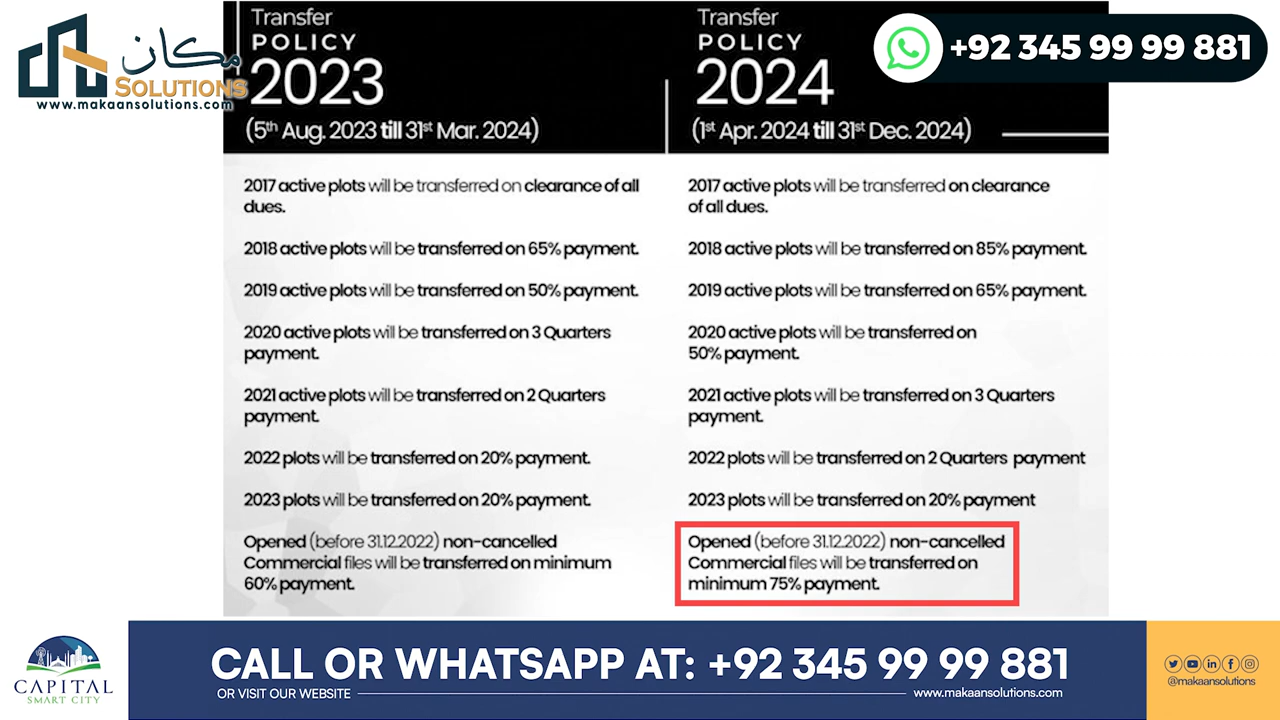 مکان
SOLUTIONS
www.makaansolutions.com
Transfer
POLICY
2023
(5th Aug. 2023 till 31st Mar. 2024)
2017 active plots will be transferred on clearance of all
dues.
2018 active plots will be transferred on 65% payment.
2019 active plots will be transferred on 50% payment.
2020 active plots will be transferred on 3 Quarters
payment.
2021 active plots will be transferred on 2 Quarters
payment.
2022 plots will be transferred on 20% payment.
2023 plots will be transferred on 20% payment.
Opened (before 31.12.2022) non-cancelled
Commercial files will be transferred on minimum
60% payment.
Transfer
POLICY
2024
(1st Apr. 2024 till 31st Dec. 2024)
2017 active plots will be transferred on clearance
of all dues.
2018 active plots will be transferred on 85% payment.
2019 active plots will be transferred on 65% payment.
2020 active plots will be transferred on
50% payment.
2021 active plots will be transferred on 3 Quarters
payment.
2022 plots will be transferred on 2 Quarters payment
2023 plots will be transferred on 20% payment
Opened (before 31.12.2022) non-cancelled
Commercial files will be transferred on
minimum 75% payment.
+92 345 99 99 881
CAPITAL
SMART CITY
CALL OR WHATSAPP AT: +92 345 99 99 881
OR VISIT OUR WEBSITE
www.makaansolutions.com
@makaansolutions